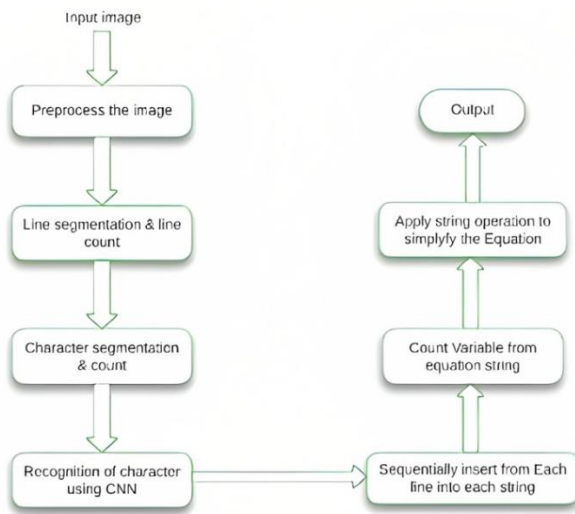 Input image
Preprocess the image
Line segmentation & line
count
Character segmentation
& count
Recognition of character
using CNN
Sequentially insert from Each
line into each string
Count Variable from
equation string
Apply string operation to
simplyfy the Equation
Output